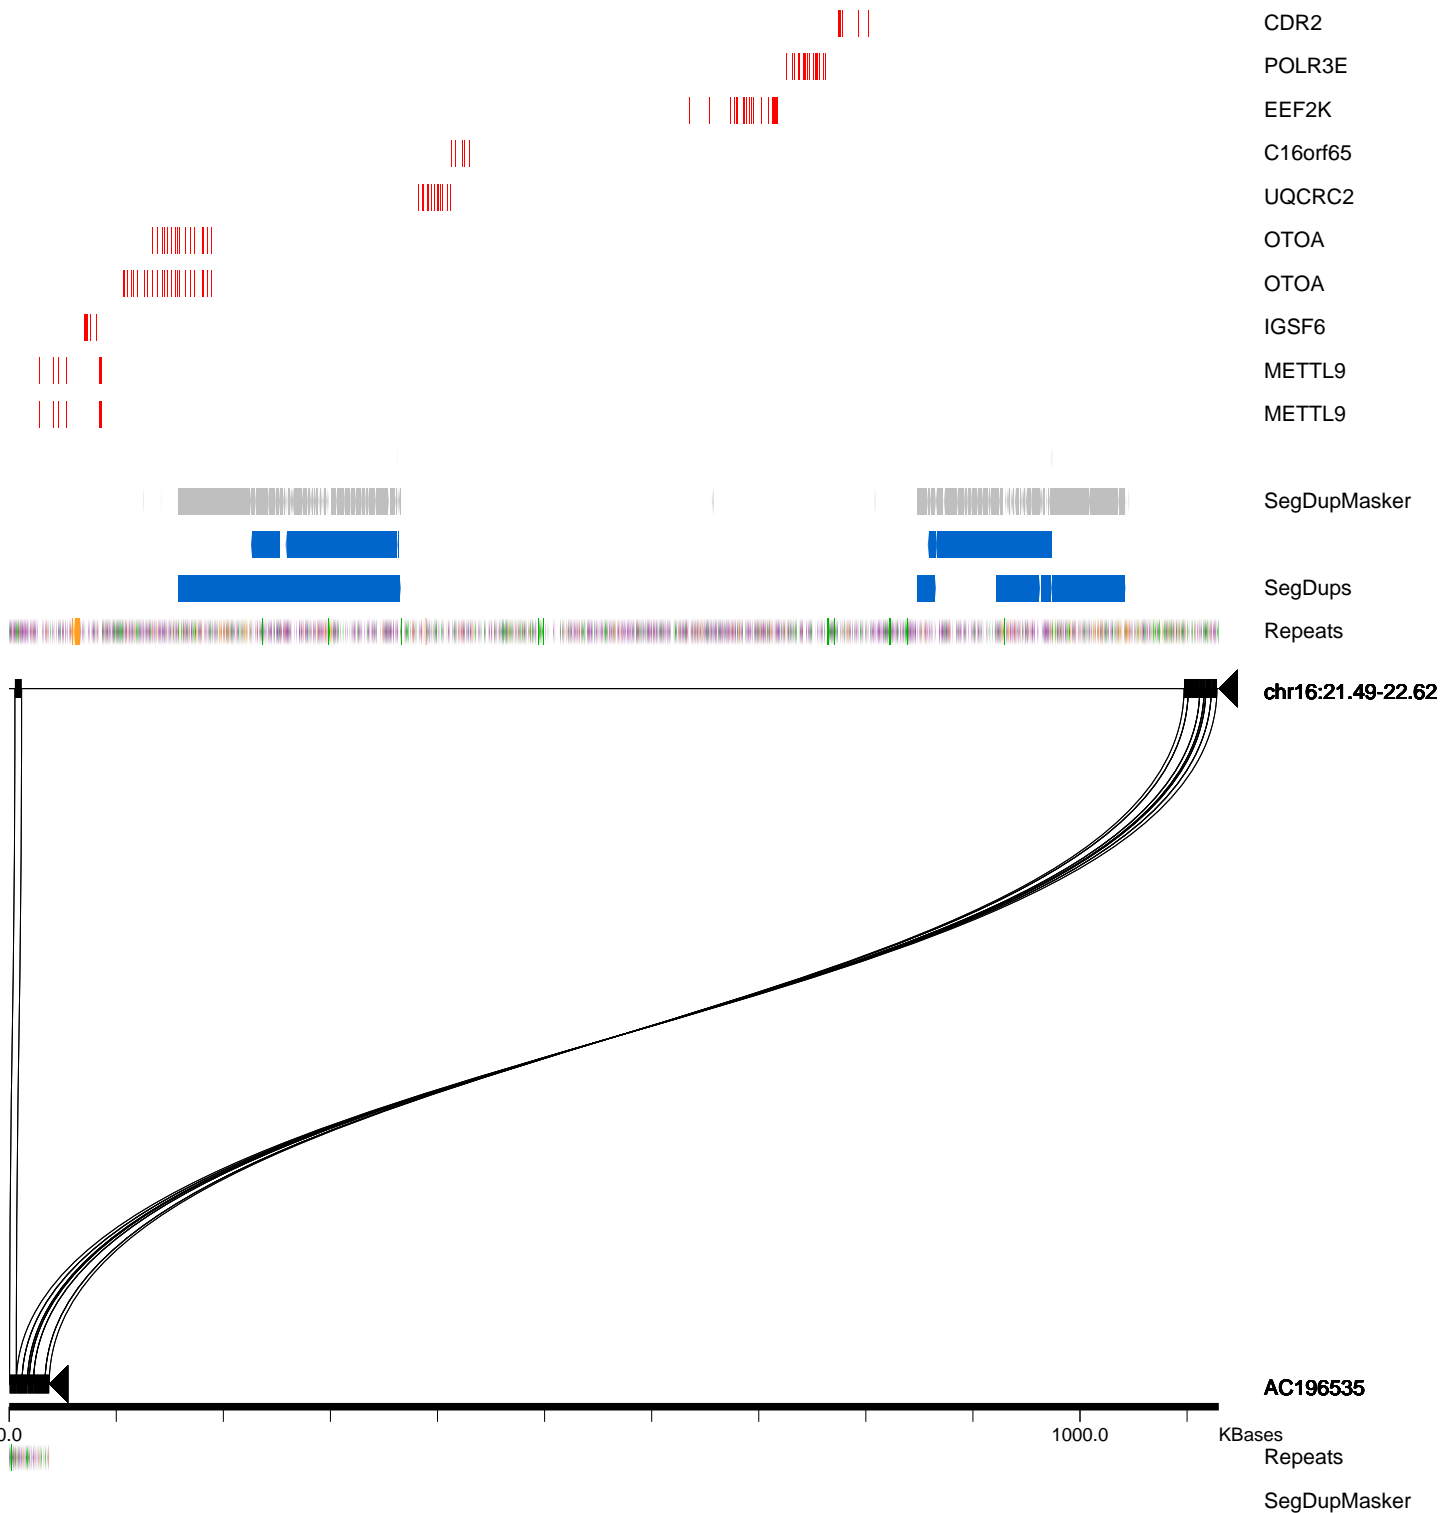 CDR2
POLR3E
EEF2K
C16orf65
UQCRC2
OTOA
OTOA
IGSF6
METTL9
METTL9
SegDupMasker
SegDups
Repeats
chr16:21.49-22.62
AC196535
0.0 1000.0 KBases
Repeats
SegDupMasker